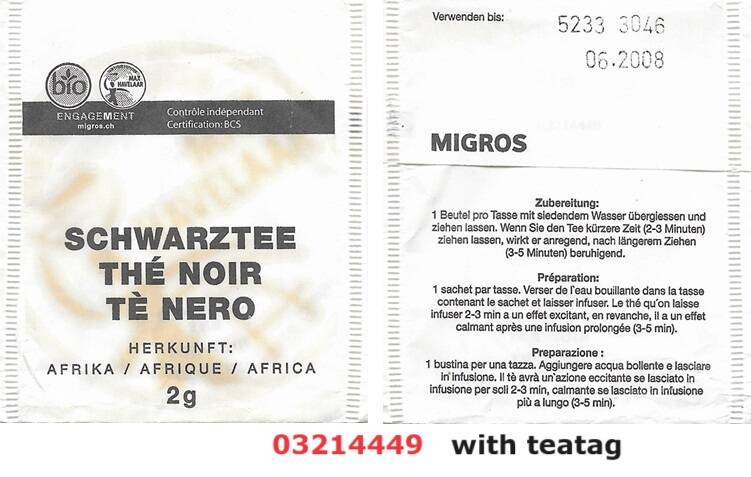 bio
MAX
HAVELAAR
ENGAGEMENT
migros.ch
Contrôle indépendant
Certification: BCS
SCHWARZTEE
THÉ NOIR
TÈ NERO
HERKUNFT:
AFRIKA / AFRIQUE / AFRICA
2g
Verwenden bis:
5233 3046
06.2008
MIGROS
Zubereitung:
1 Beutel pro Tasse mit siedendem Wasser übergiessen und
ziehen lassen. Wenn Sie den Tee kürzere Zeit (2-3 Minuten)
ziehen lassen, wirkt er anregend, nach längerem Ziehen
(3-5 Minuten) beruhigend.
Préparation:
1 sachet par tasse. Verser de l'eau bouillante dans la tasse
contenant le sachet et laisser infuser. Le thé qu'on laisse
infuser 2-3 min a un effet excitant, en revanche, il a un effet
calmant après une infusion prolongée (3-5 min).
Preparazione :
1 bustina per una tazza. Aggiungere acqua bollente e lasciare
in infusione. Il tè avrà un'azione eccitante se lasciato in
infusione per soli 2-3 min, calmante se lasciato in infusione
più a lungo (3-5 min).
03214449 with teatag